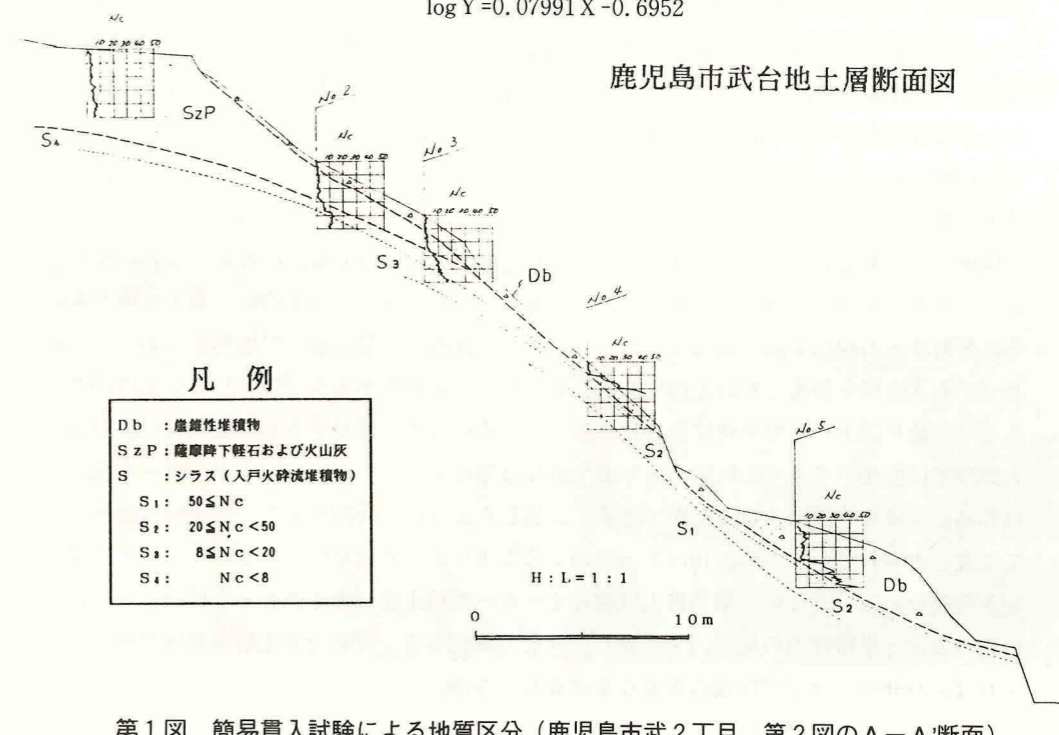 log Y =0.07991 X -0.6952
鹿児島市武台地土層断面図
Nc
10 20 30 40 50
SzP
S4
No 2
Nc
10 20 30 40 50
No 3
Nc
10 20 30 40 50
S3
Db
No 4
Nc
10 20 30 40 50
S2
S1
No 5
Nc
10 20 30 40 50
Db
S2
凡 例
Db :崖錐性堆積物
SzP :薩摩降下軽石および火山灰
S :シラス(入戸火砕流堆積物)
S1: 50≦Nc
S2: 20≦Nc<50
S3: 8≦Nc<20
S4: Nc<8
H:L=1:1
0 10m
第1図 簡易貫入試験による地質区分(鹿児島市武2丁目 第2図のA-A'断面)